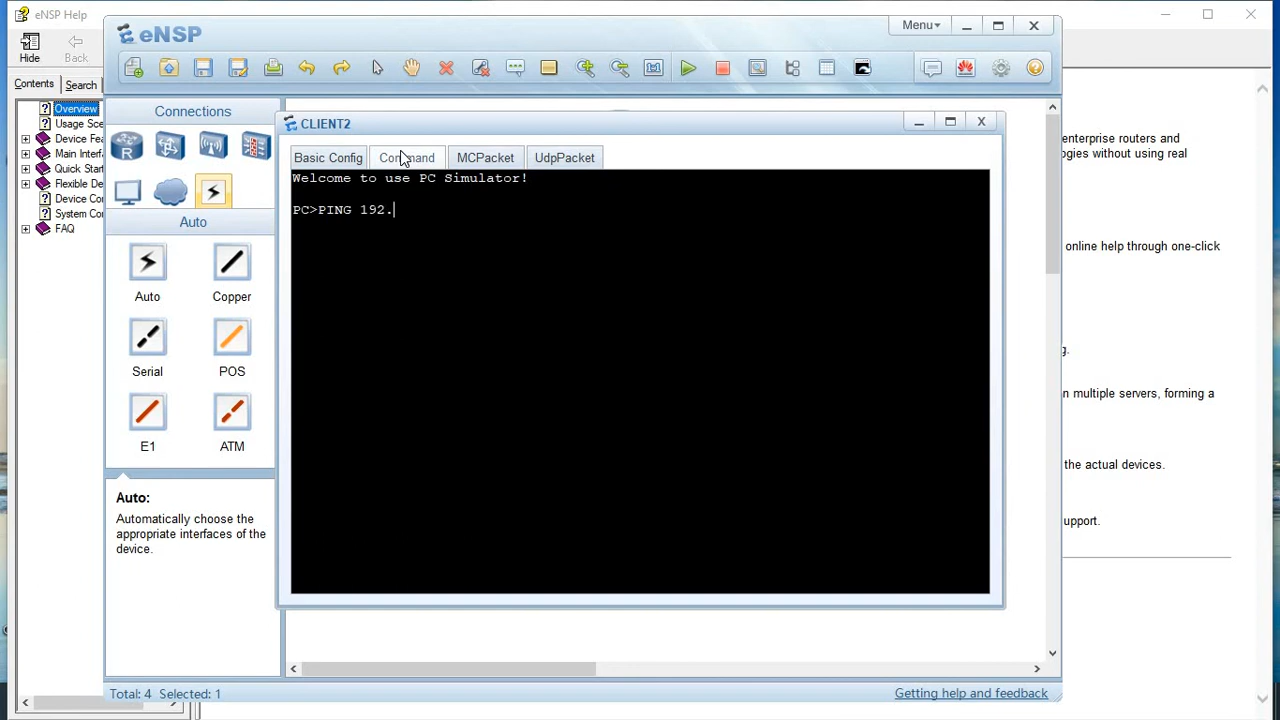 eNSP Help
Hide
Back
Contents
Search
Overview
Usage Sce
Device Fea
Main Interf
Quick Start
Flexible De
Device Co
System Co
FAQ
eNSP
Menu
Connections
R
Auto
Auto
Copper
Serial
POS
E1
ATM
Auto:
Automatically choose the
appropriate interfaces of the
device.
CLIENT2
Basic Config
Command
MCPacket
UdpPacket
Welcome to use PC Simulator!
PC>PING 192.
enterprise routers and
ogies without using real
online help through one-click
g.
n multiple servers, forming a
the actual devices.
upport.
Total: 4 Selected: 1
Getting help and feedback